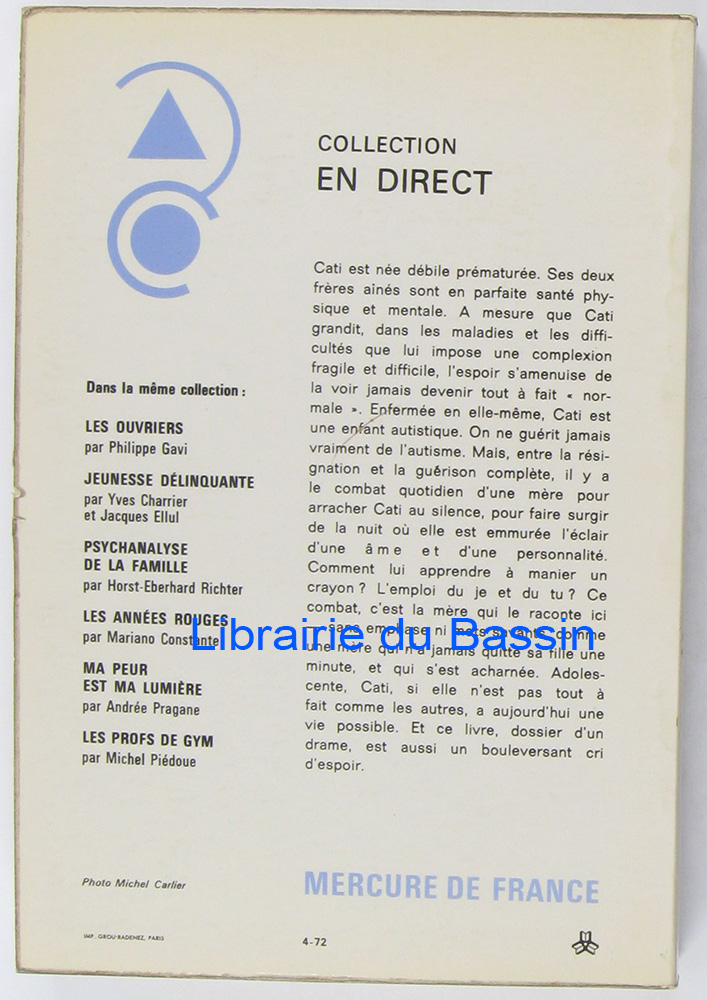 COLLECTION
EN DIRECT
Cati est née débile prématurée. Ses deux
frères aînés sont en parfaite santé phy-
sique et mentale. A mesure que Cati
grandit, dans les maladies et les diffi-
cultés que lui impose une complexion
fragile et difficile, l'espoir s'amenuise de
la voir jamais devenir tout à fait « nor-
male ». Enfermée en elle-même, Cati est
une enfant autistique. On ne guérit jamais
vraiment de l'autisme. Mais, entre la rési-
gnation et la guérison complète, il y a
le combat quotidien d'une mère pour
arracher Cati au silence, pour faire surgir
de la nuit où elle est emmurée l'éclair
d'une âme et d'une personnalité.
Comment lui apprendre à manier un
crayon ? L'emploi du je et du tu ? Ce
combat, c'est la mère qui le raconte ici
— sans emphase ni mots savants, comme
une mère qui n'a jamais quitté sa fille une
minute, et qui s'est acharnée. Adoles-
cente, Cati, si elle n'est pas tout à
fait comme les autres, a aujourd'hui une
vie possible. Et ce livre, dossier d'un
drame, est aussi un bouleversant cri
d'espoir.
Dans la même collection :
LES OUVRIERS
par Philippe Gavi
JEUNESSE DÉLINQUANTE
par Yves Charrier
et Jacques Ellul
PSYCHANALYSE
DE LA FAMILLE
par Horst-Eberhard Richter
LES ANNÉES ROUGES
par Mariano Constante
MA PEUR
EST MA LUMIÈRE
par Andrée Pragane
LES PROFS DE GYM
par Michel Piédoue
Librairie du Bassin
Photo Michel Carlier
MERCURE DE FRANCE
IMP. GROU-RADENEZ, PARIS
4-72